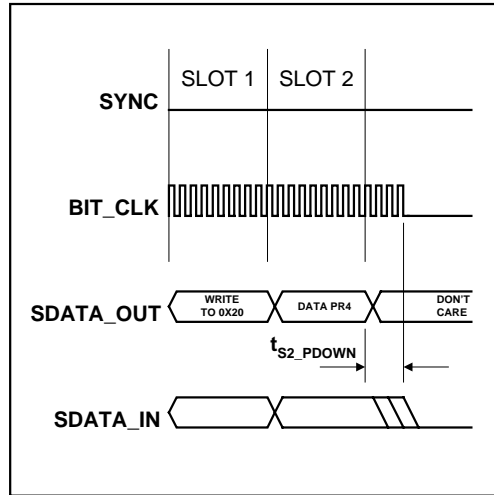 SLOT 1 SLOT 2
SYNC
BIT_CLK
SDATA_OUT
WRITE
TO 0X20
DATA PR4
DON'T
CARE
tS2_PDOWN
SDATA_IN